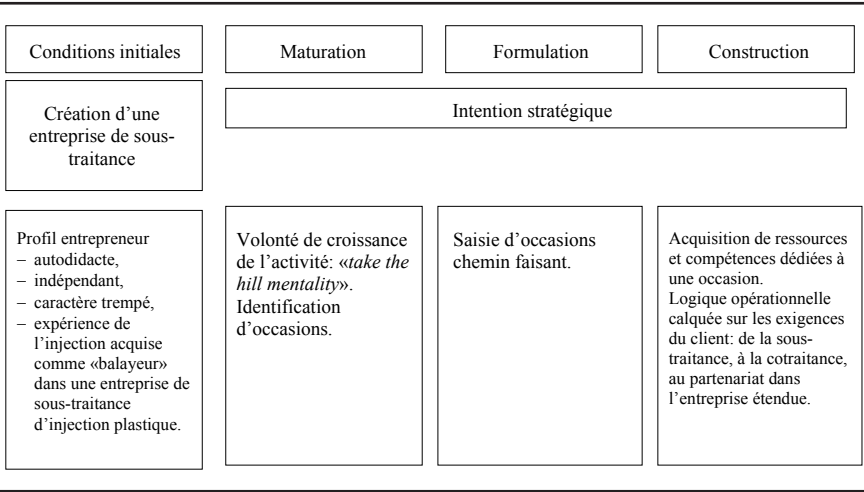 Conditions initiales
Maturation
Formulation
Construction
Création d’une
entreprise de sous-
traitance
Intention stratégique
Profil entrepreneur
– autodidacte,
– indépendant,
– caractère trempé,
– expérience de
l’injection acquise
comme «balayeur»
dans une entreprise de
sous-traitance
d’injection plastique.
Volonté de croissance
de l’activité: «take the
hill mentality».
Identification
d’occasions.
Saisie d’occasions
chemin faisant.
Acquisition de ressources
et compétences dédiées à
une occasion.
Logique opérationnelle
calquée sur les exigences
du client: de la sous-
traitance, à la cotraitance,
au partenariat dans
l’entreprise étendue.